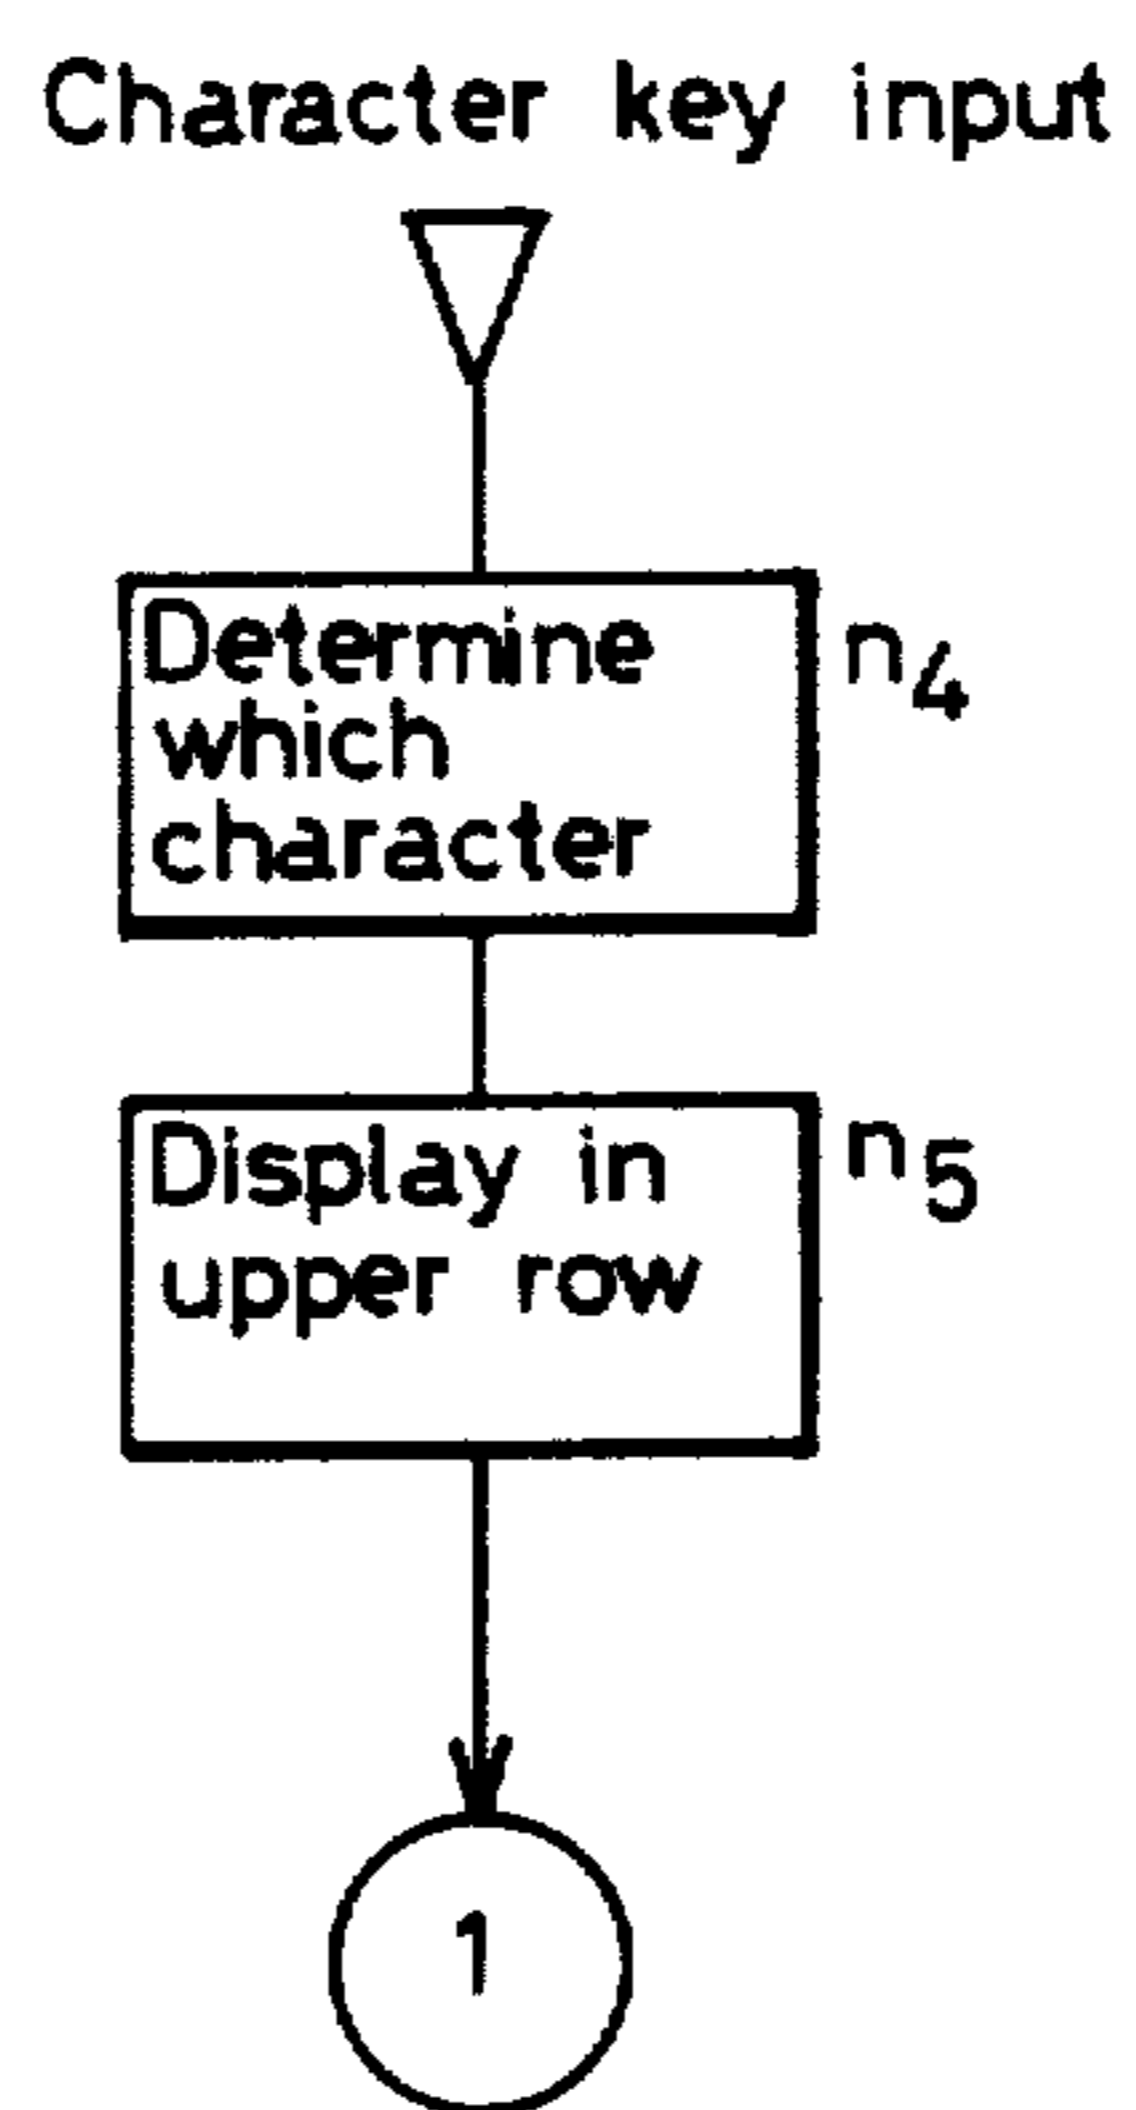 Character key input
Determine
which
character
n4
Display in
upper row
n5
1